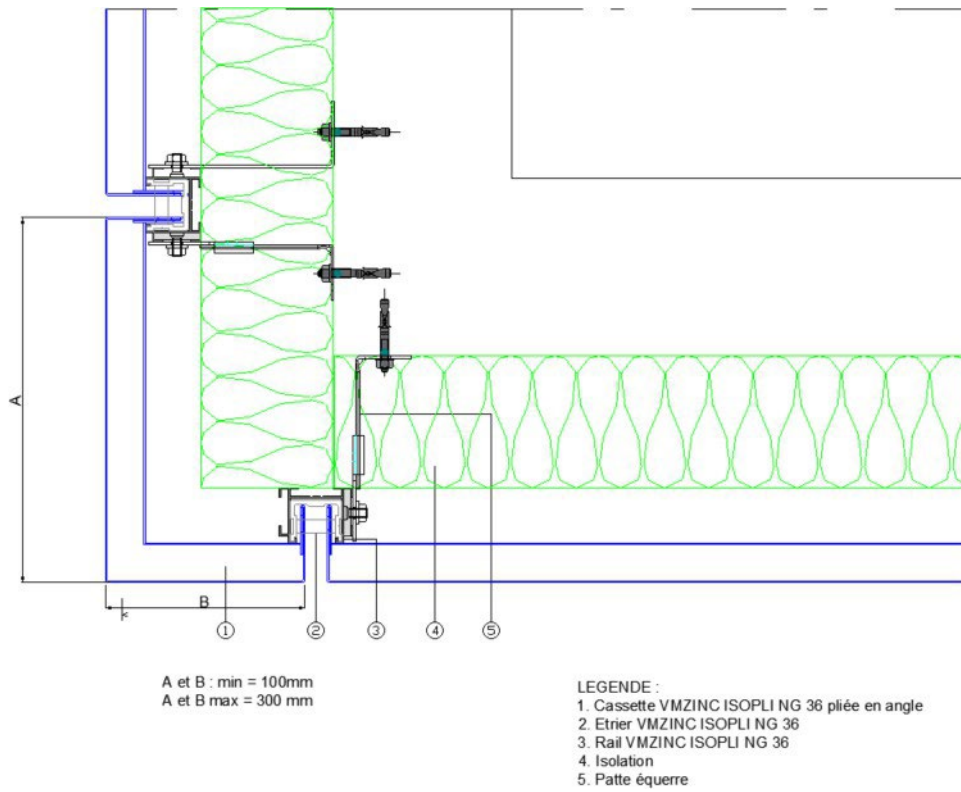 A
B
1
2
3
4
5
A et B : min = 100mm
A et B max = 300 mm
LEGENDE :
1. Cassette VMZINC ISOPLI NG 36 pliée en angle
2. Etrier VMZINC ISOPLI NG 36
3. Rail VMZINC ISOPLI NG 36
4. Isolation
5. Patte équerre